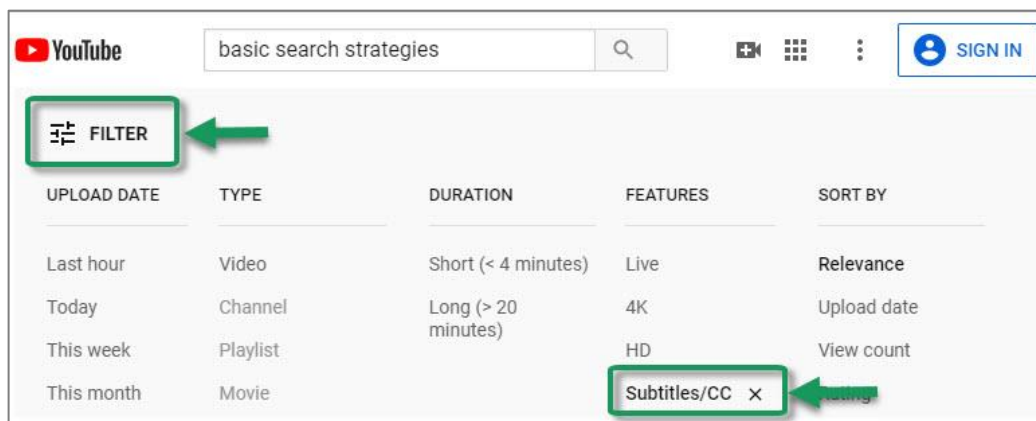 YouTube basic search strategies SIGN IN
FILTER
UPLOAD DATE TYPE DURATION FEATURES SORT BY
Last hour Video Short (< 4 minutes) Live Relevance
Today Channel Long (> 20 minutes) 4K Upload date
This week Playlist HD View count
This month Movie Subtitles/CC × Rating